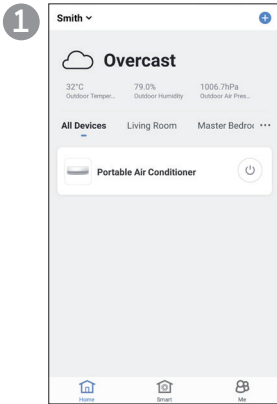 1
Smith
Overcast
32°C 79.0% 1006.7hPa
Outdoor Temper... Outdoor Humidity Outdoor Air Pres...
All Devices Living Room Master Bedroc ...
Portable Air Conditioner
Home Smart Me